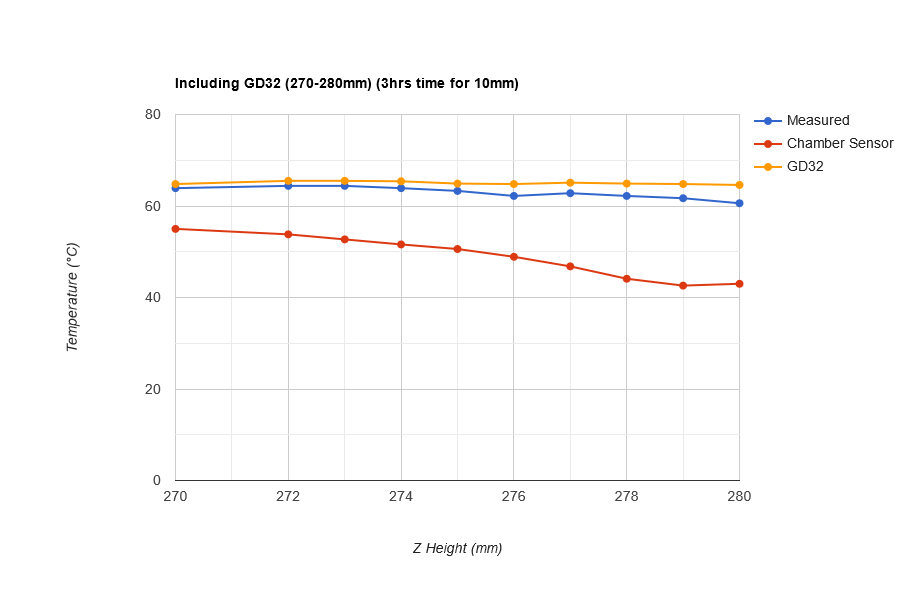 Including GD32 (270-280mm) (3hrs time for 10mm)
Measured
Chamber Sensor
GD32
Temperature (°C)
80
60
40
20
0
270 272 274 276 278 280
Z Height (mm)